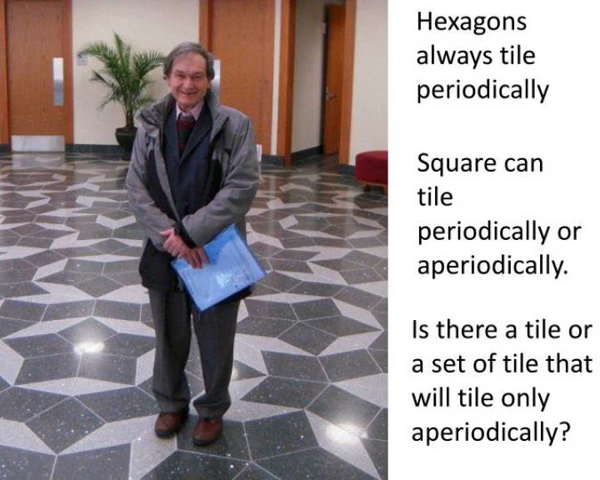 Hexagons
always tile
periodically
Square can
tile
periodically or
aperiodically.
Is there a tile or
a set of tile that
will tile only
aperiodically?